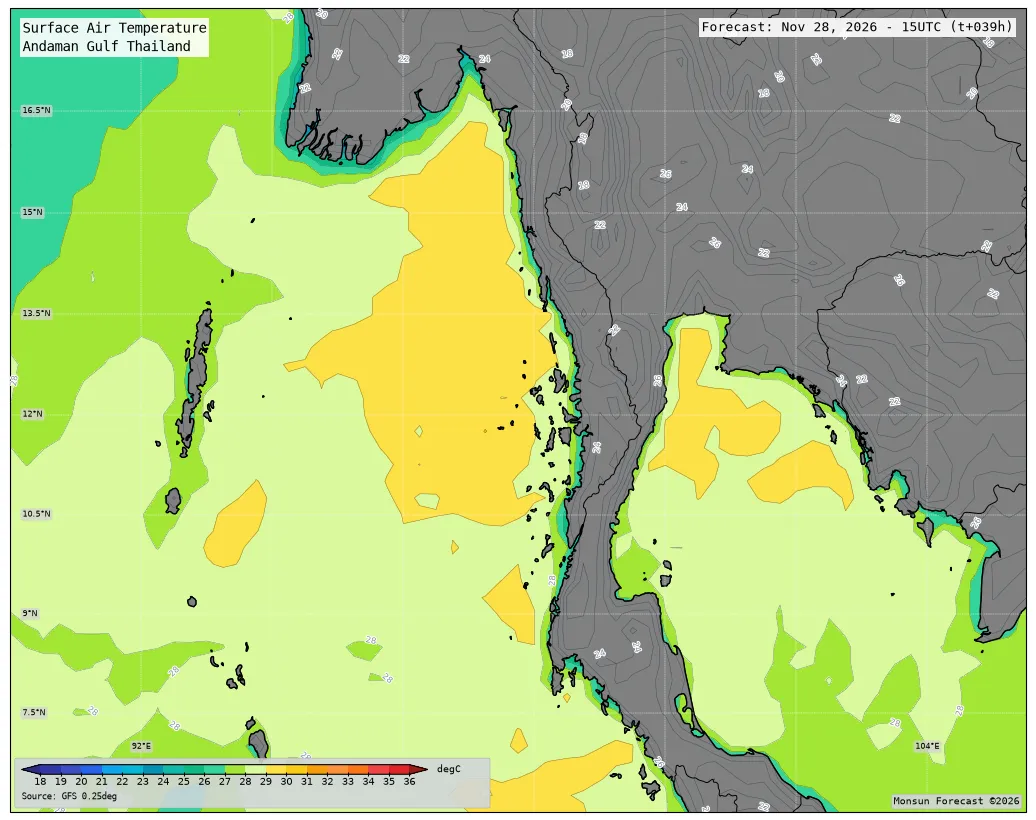 Surface Air Temperature
Andaman Gulf Thailand
Forecast: Nov 28, 2026 - 15UTC (t+039h)
16.5°N
15°N
13.5°N
12°N
10.5°N
9°N
7.5°N
92°E
104°E
18 19 20 21 22 23 24 25 26 27 28 29 30 31 32 33 34 35 36
degC
Source: GFS 0.25deg
Monsun Forecast ©2026